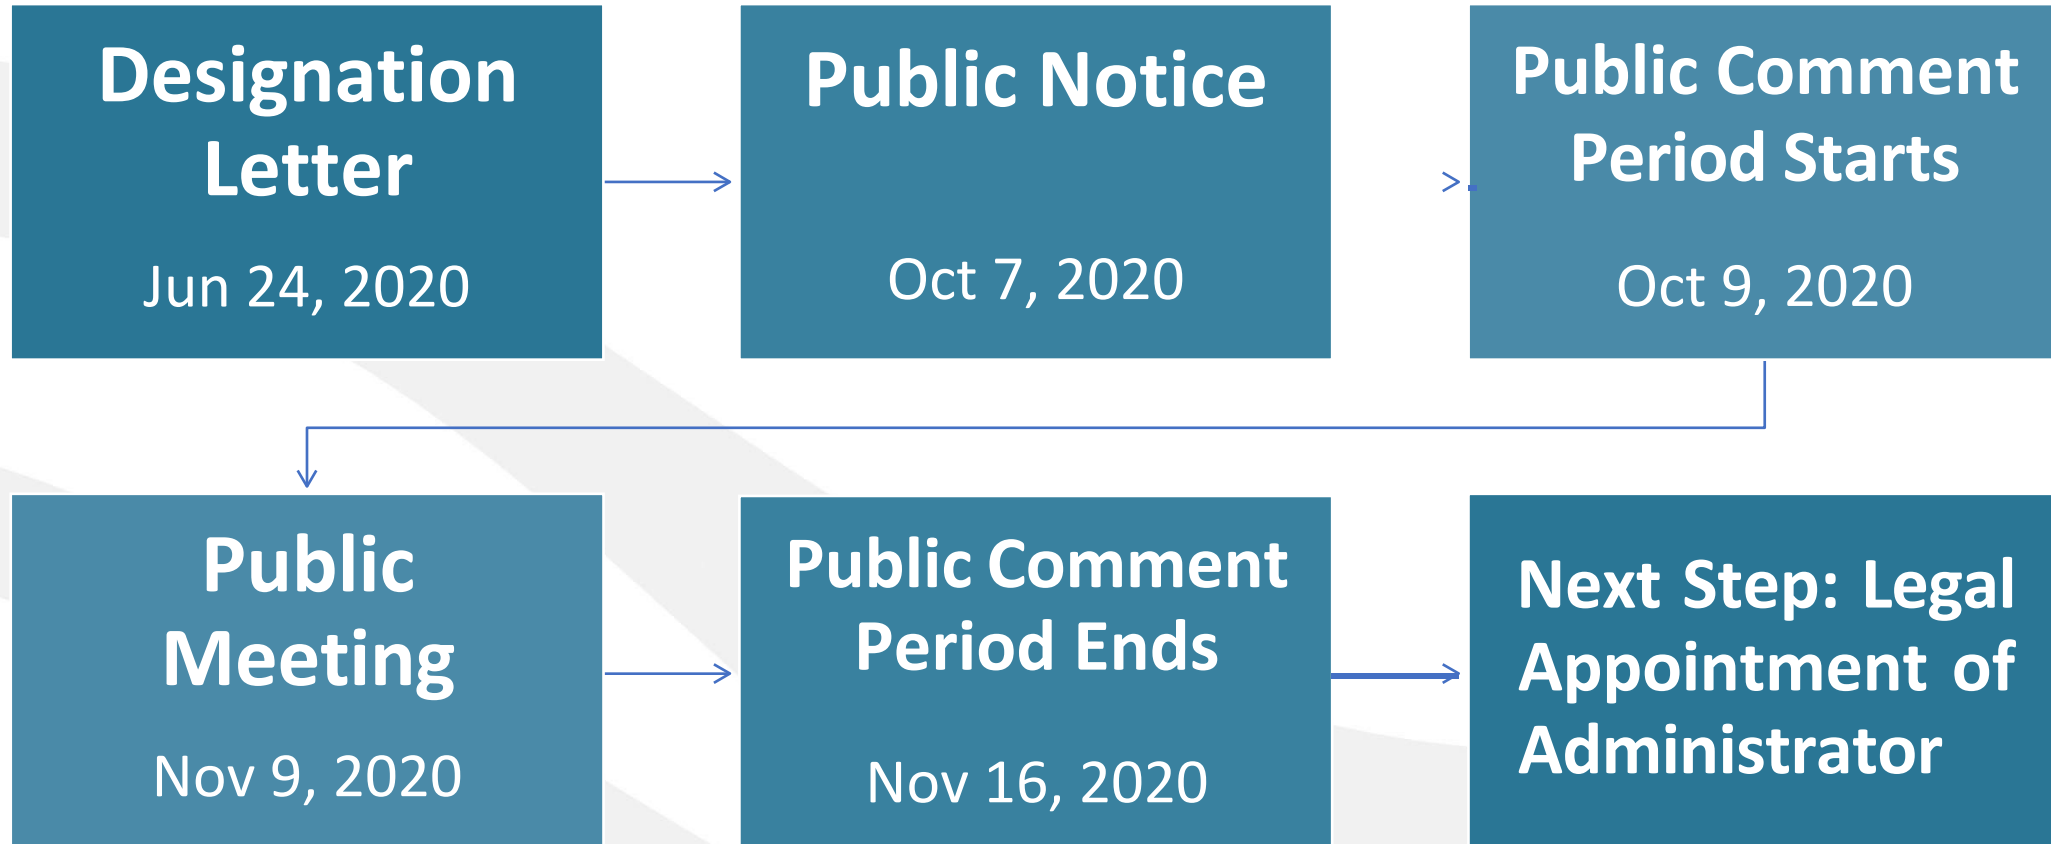 Designation
Letter
Jun 24, 2020
Public Notice
Oct 7, 2020
Public Comment
Period Starts
Oct 9, 2020
Public
Meeting
Nov 9, 2020
Public Comment
Period Ends
Nov 16, 2020
Next Step: Legal
Appointment of
Administrator